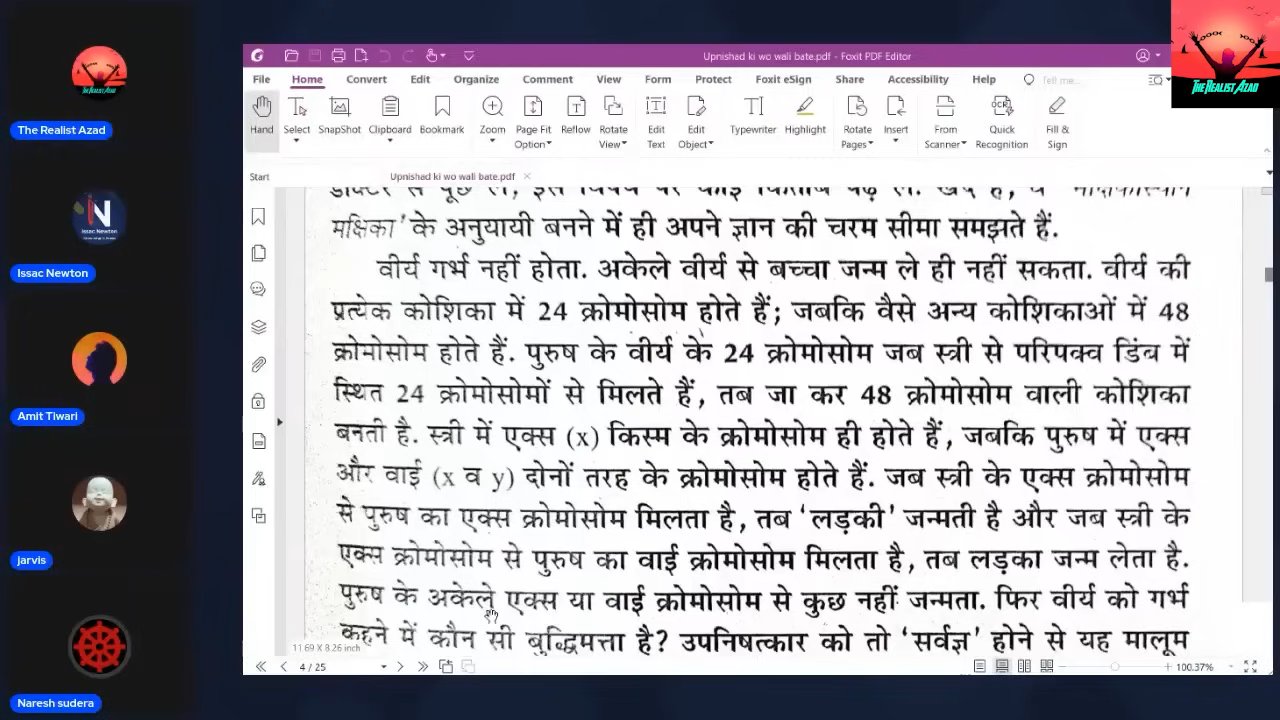 Upnishad ki wo wali bate.pdf - Foxit PDF Editor
THE REALIST AZAD
File Home Convert Edit Organize Comment View Form Protect Foxit eSign Share Accessibility Help Tell me...
Hand Select SnapShot Clipboard Bookmark Zoom Page Fit Option Reflow Rotate View Edit Text Edit Object Typewriter Highlight Rotate Pages Insert From Scanner Quick Recognition Fill & Sign
Start Upnishad ki wo wali bate.pdf
मक्षिका' के अनुयायी बनने में ही अपने ज्ञान की चरम सीमा समझते हैं.
वीर्य गर्भ नहीं होता. अकेले वीर्य से बच्चा जन्म ले ही नहीं सकता. वीर्य की
प्रत्येक कोशिका में 24 क्रोमोसोम होते हैं; जबकि वैसे अन्य कोशिकाओं में 48
क्रोमोसोम होते हैं. पुरुष के वीर्य के 24 क्रोमोसोम जब स्त्री से परिपक्व डिंब में
स्थित 24 क्रोमोसोमों से मिलते हैं, तब जा कर 48 क्रोमोसोम वाली कोशिका
बनती है. स्त्री में एक्स (x) किस्म के क्रोमोसोम ही होते हैं, जबकि पुरुष में एक्स
और वाई (x व y) दोनों तरह के क्रोमोसोम होते हैं. जब स्त्री के एक्स क्रोमोसोम
से पुरुष का एक्स क्रोमोसोम मिलता है, तब 'लड़की' जन्मती है और जब स्त्री के
एक्स क्रोमोसोम से पुरुष का वाई क्रोमोसोम मिलता है, तब लड़का जन्म लेता है.
पुरुष के अकेले एक्स या वाई क्रोमोसोम से कुछ नहीं जन्मता. फिर वीर्य को गर्भ
कहने में कौन सी बुद्धिमत्ता है? उपनिषत्कार को तो 'सर्वज्ञ' होने से यह मालूम
11.69 X 8.26 inch
4 / 25
100.37%
The Realist Azad
Issac Newton
Issac Newton
Amit Tiwari
Jarvis
Naresh sudera